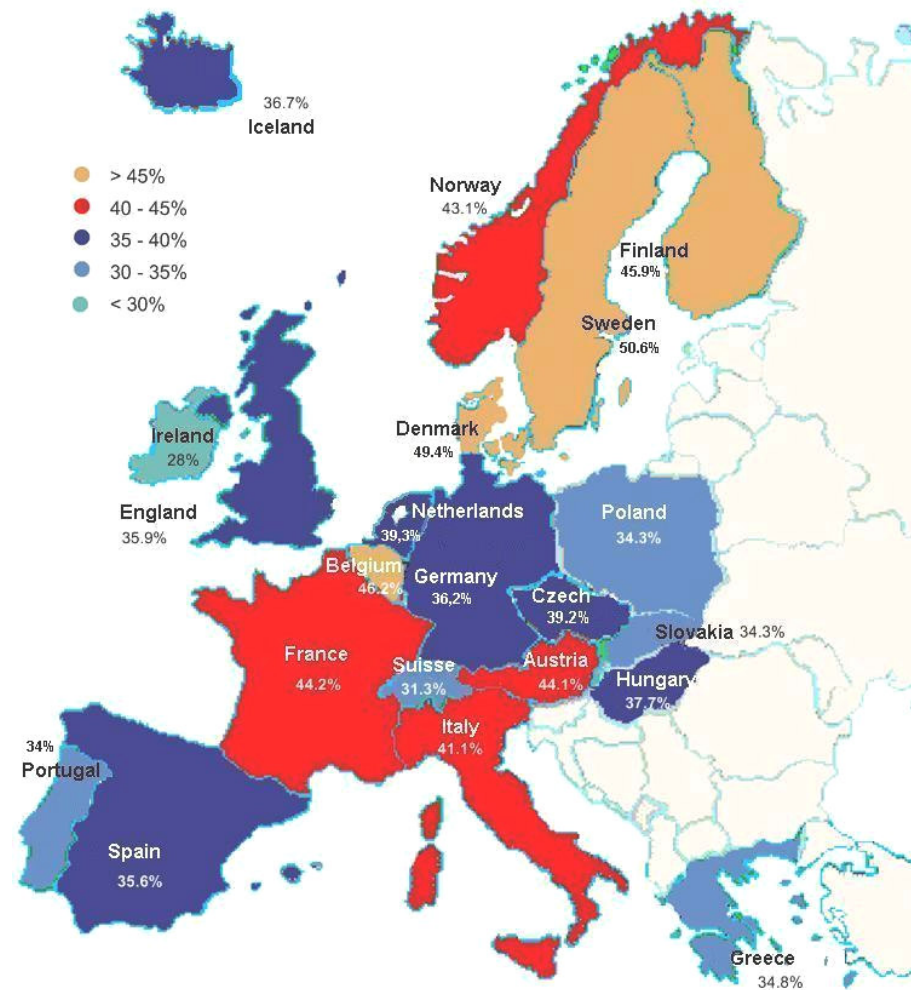 36.7%
Iceland
> 45%
40 - 45%
35 - 40%
30 - 35%
< 30%
Norway
43.1%
Finland
45.9%
Sweden
50.6%
Denmark
49.4%
Ireland
28%
England
35.9%
Netherlands
39,3%
Poland
34.3%
Belgium
46.2%
Germany
36,2%
Czech
39.2%
Slovakia 34.3%
France
44.2%
Suisse
31.3%
Austria
44.1%
Hungary
37.7%
Italy
41.1%
34%
Portugal
Spain
35.6%
Greece
34.8%